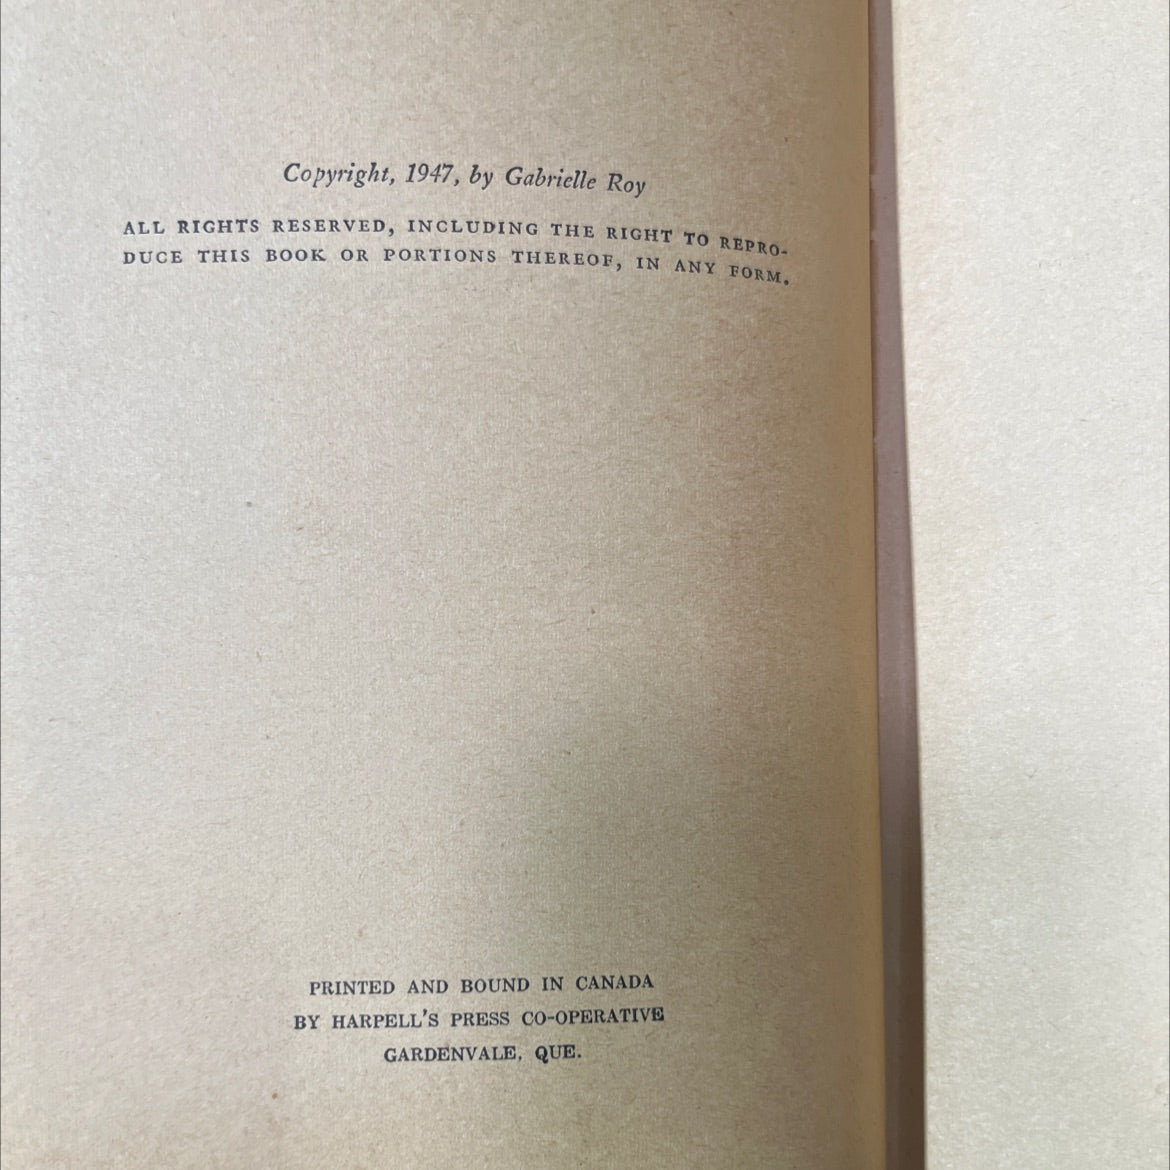 Copyright, 1947, by Gabrielle Roy
ALL RIGHTS RESERVED, INCLUDING THE RIGHT TO REPRO-
DUCE THIS BOOK OR PORTIONS THEREOF, IN ANY FORM.
PRINTED AND BOUND IN CANADA
BY HARPELL'S PRESS CO-OPERATIVE
GARDENVALE, QUE.